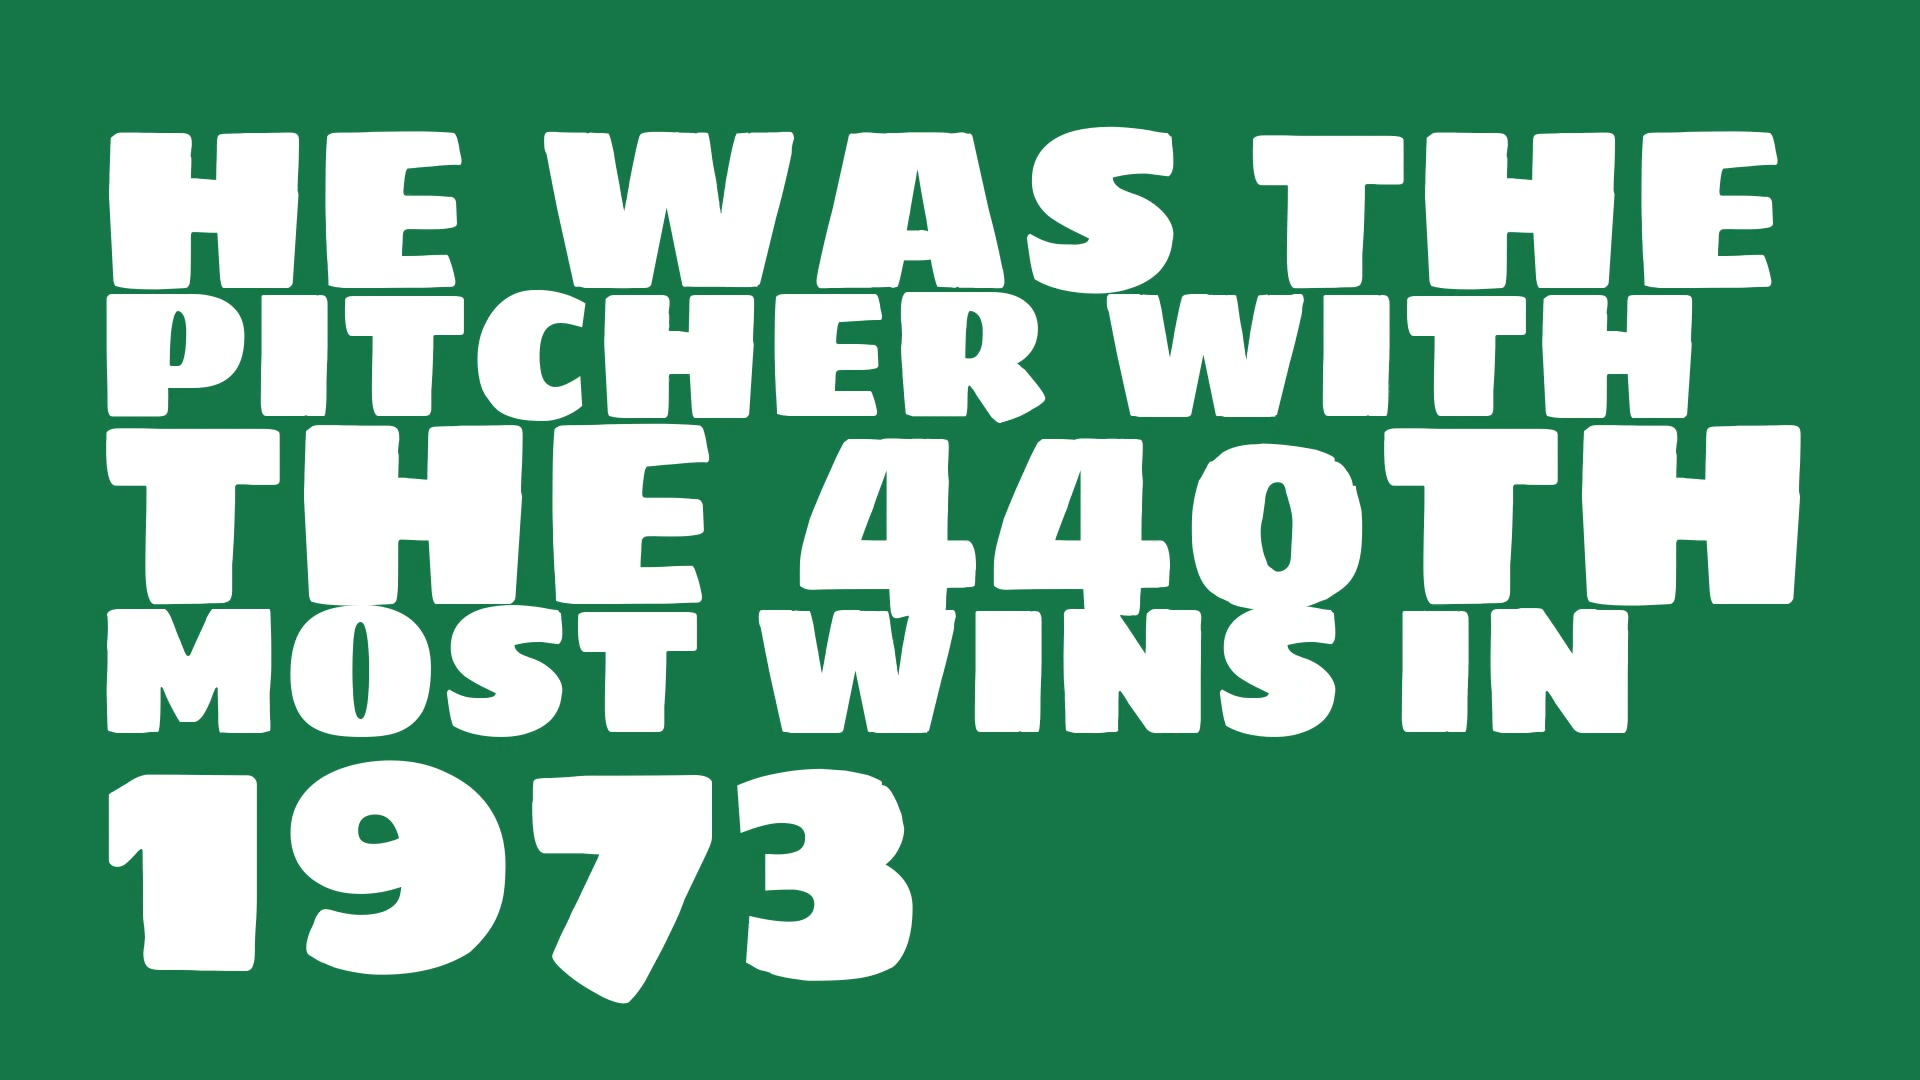 HE WAS THE
PITCHER WITH
THE 440TH
MOST WINS IN
1973